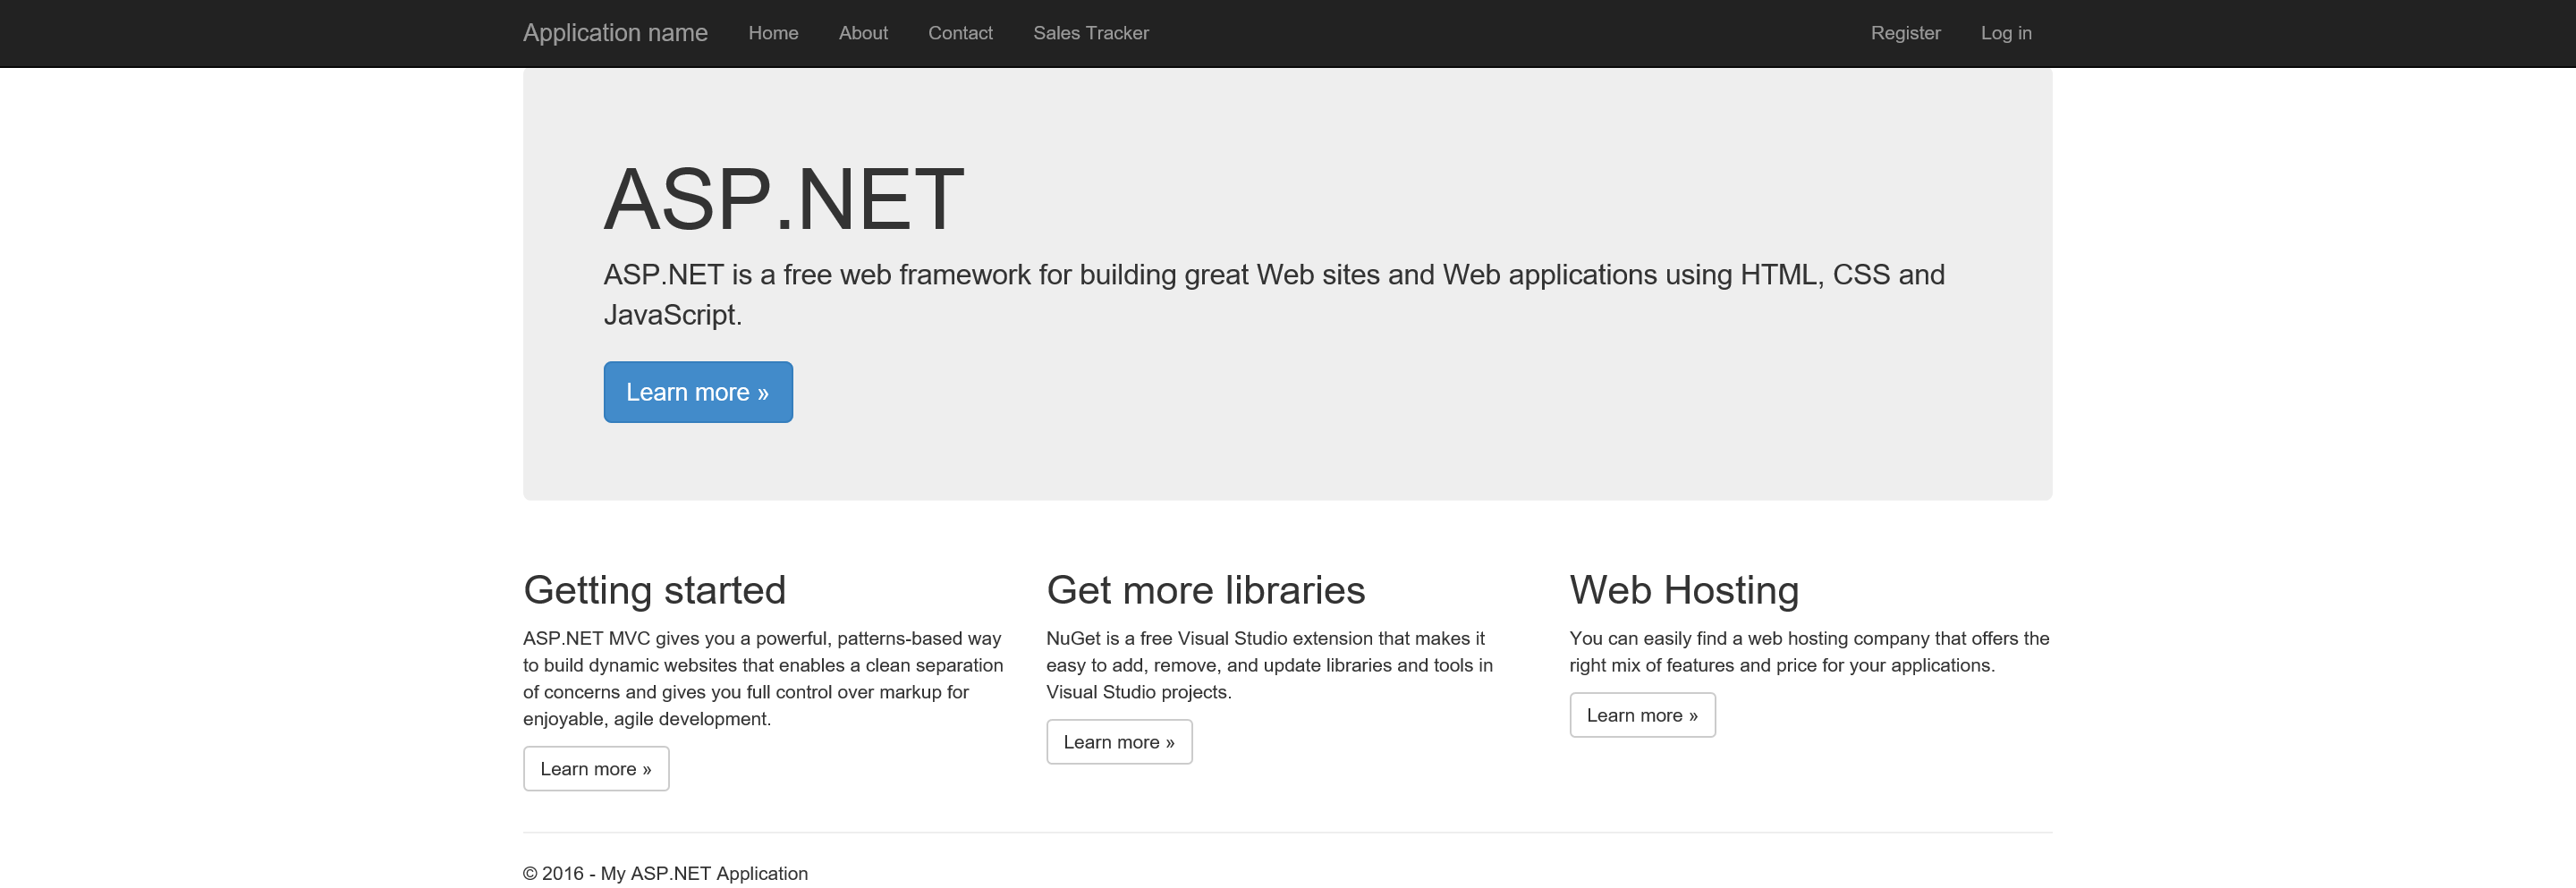 Application name Home About Contact Sales Tracker Register Log in
ASP.NET
ASP.NET is a free web framework for building great Web sites and Web applications using HTML, CSS and
JavaScript.
Learn more »
Getting started
ASP.NET MVC gives you a powerful, patterns-based way
to build dynamic websites that enables a clean separation
of concerns and gives you full control over markup for
enjoyable, agile development.
Learn more »
Get more libraries
NuGet is a free Visual Studio extension that makes it
easy to add, remove, and update libraries and tools in
Visual Studio projects.
Learn more »
Web Hosting
You can easily find a web hosting company that offers the
right mix of features and price for your applications.
Learn more »
© 2016 - My ASP.NET Application